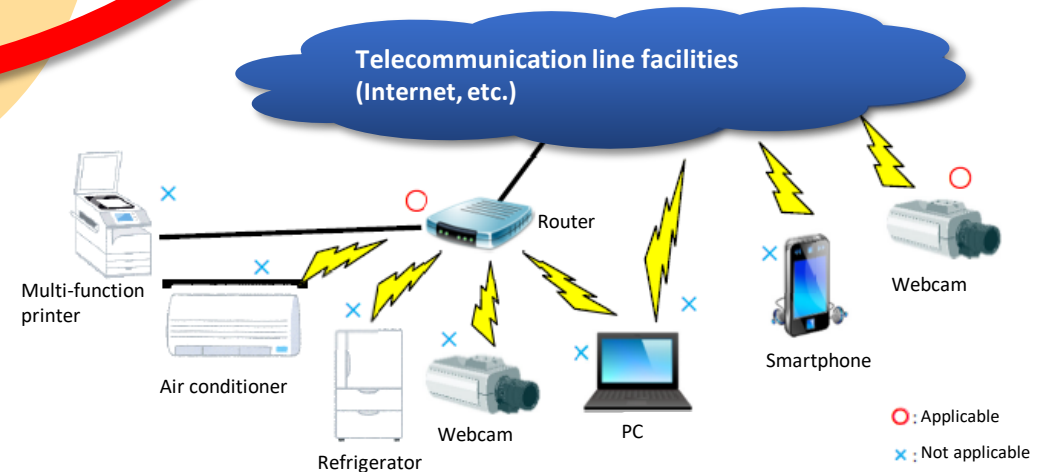 Telecommunication line facilities
(Internet, etc.)
Router
Multi-function
printer
Webcam
Air conditioner
Smartphone
Webcam
PC
Refrigerator
○ : Applicable
× : Not applicable